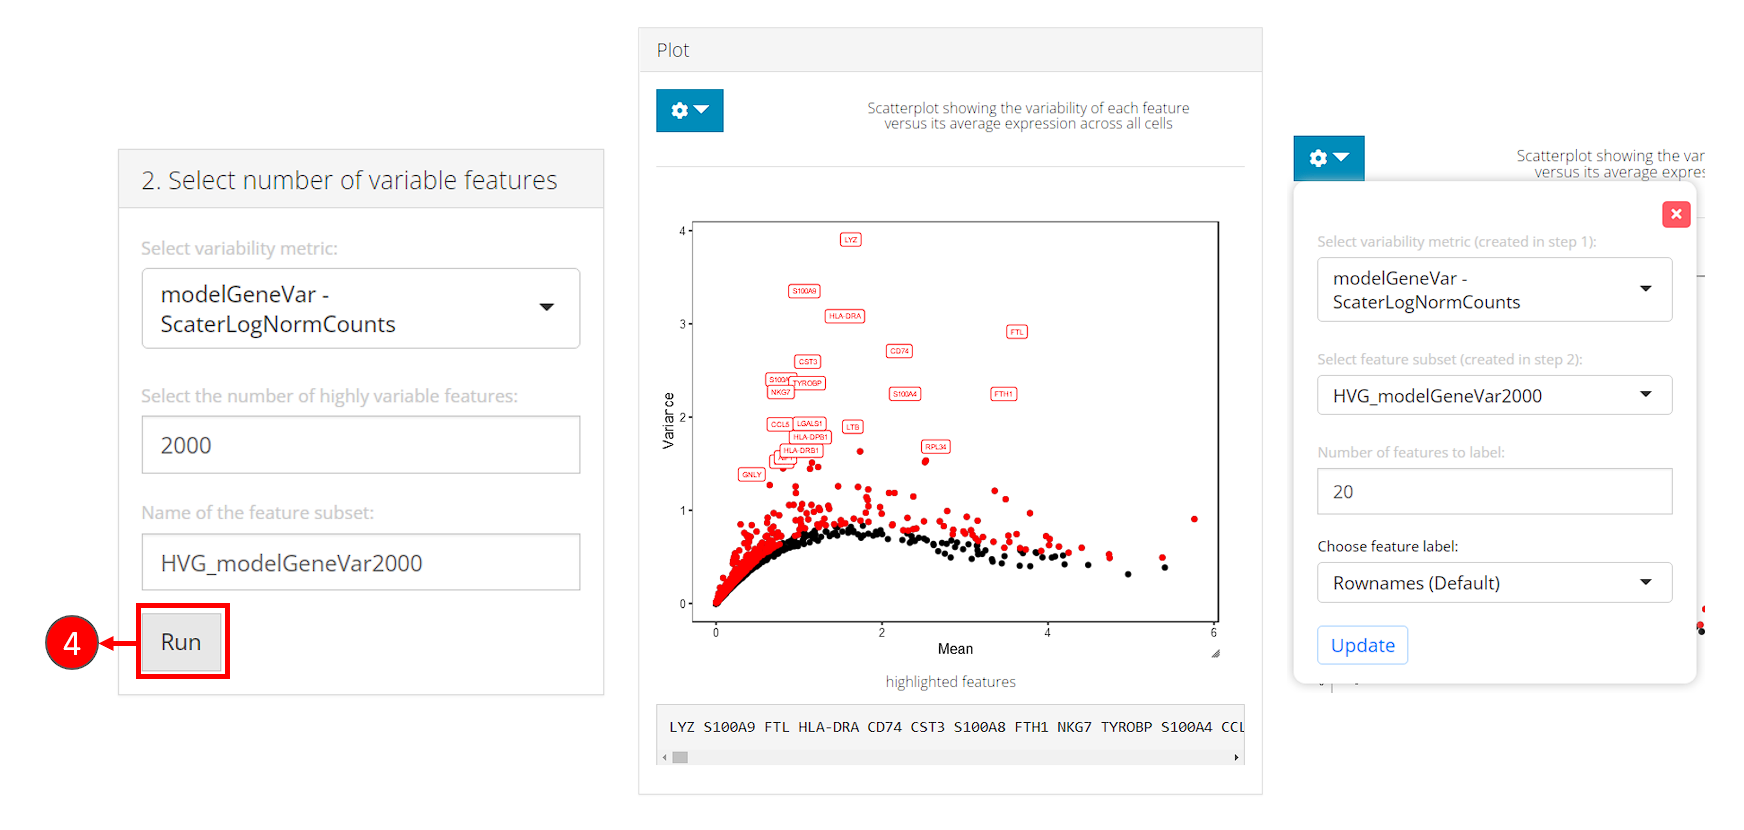 2. Select number of variable features
Select variability metric:
modelGeneVar -
ScaterLogNormCounts
Select the number of highly variable features:
2000
Name of the feature subset:
HVG_modelGeneVar2000
4
Run
Plot
Scatterplot showing the variability of each feature
versus its average expression across all cells
4
3
2
1
0
Variance
LYZ
S100A9
HLA-DRA
FTL
CD74
CST3
S100A
TYROBP
NKG7
S100A4
FTH1
CCL5
LGALS1
LTB
HLA-DPB1
RPL34
HLA-DRB1
GNLY
0
2
4
6
Mean
highlighted features
LYZ S100A9 FTL HLA-DRA CD74 CST3 S100A8 FTH1 NKG7 TYROBP S100A4 CCL
Scatterplot showing the var
versus its average expres
Select variability metric (created in step 1):
modelGeneVar -
ScaterLogNormCounts
Select feature subset (created in step 2):
HVG_modelGeneVar2000
Number of features to label:
20
Choose feature label:
Rownames (Default)
Update